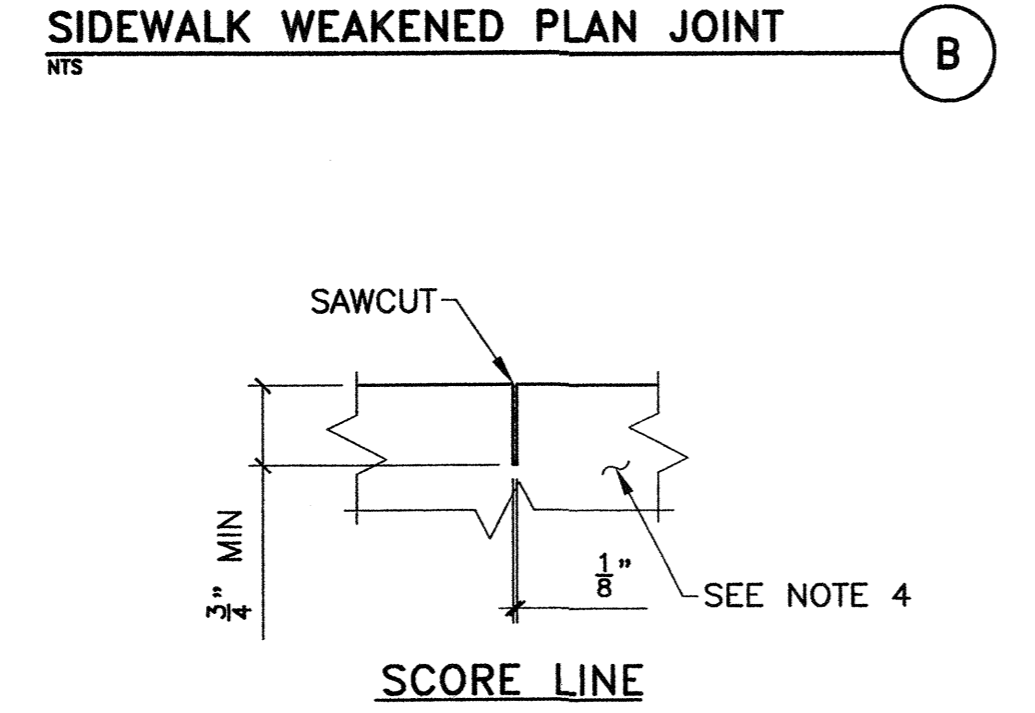 SIDEWALK WEAKENED PLAN JOINT
B
NTS
SAWCUT
3/4" MIN
1/8"
SEE NOTE 4
SCORE LINE